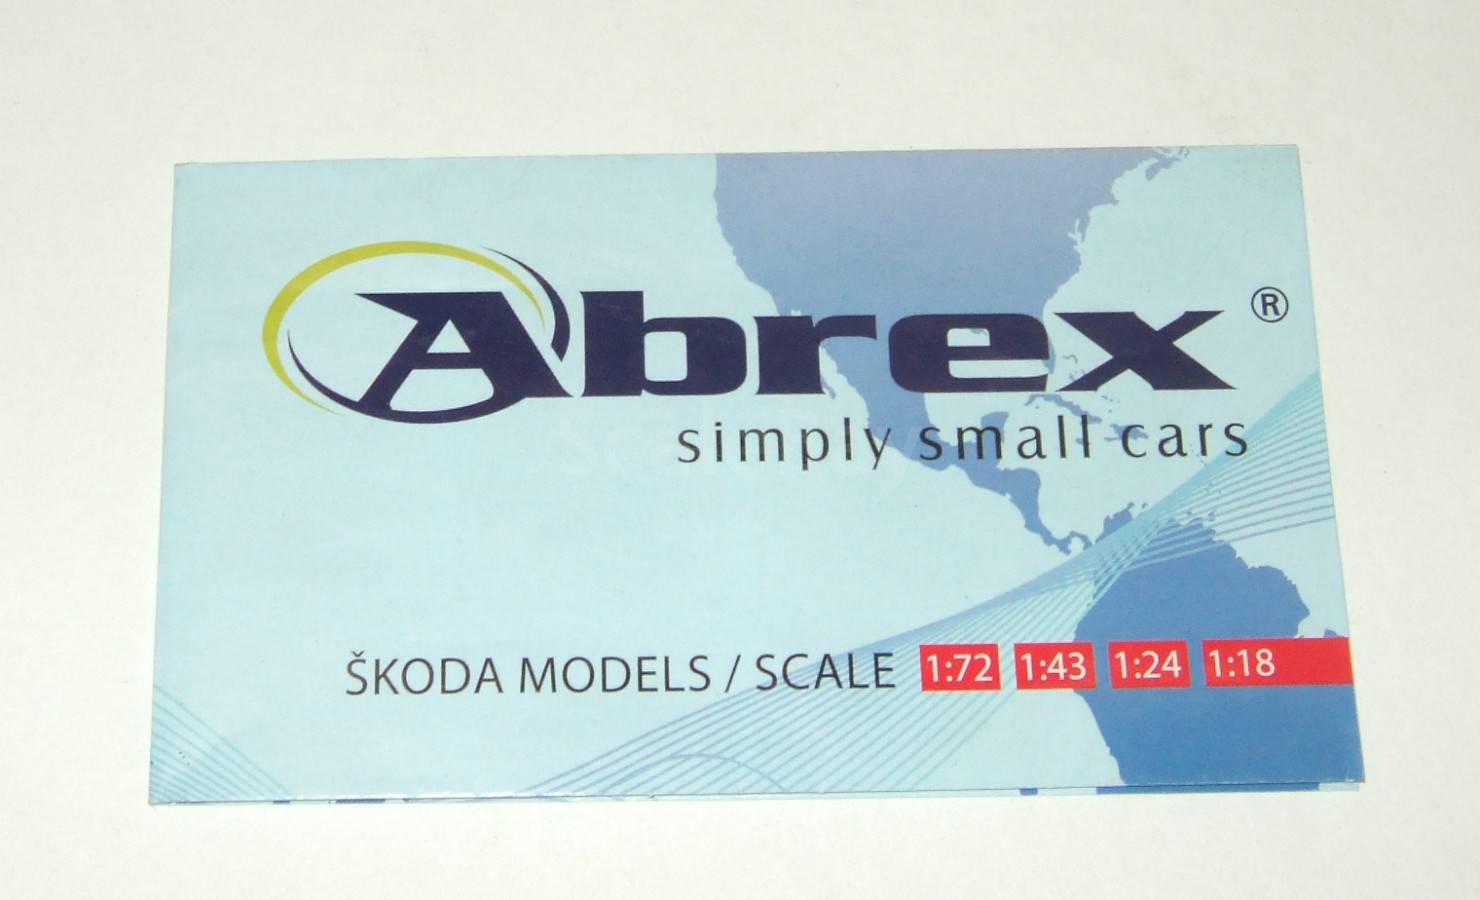 Abrex ®
simply small cars
ŠKODA MODELS / SCALE 1:72 1:43 1:24 1:18